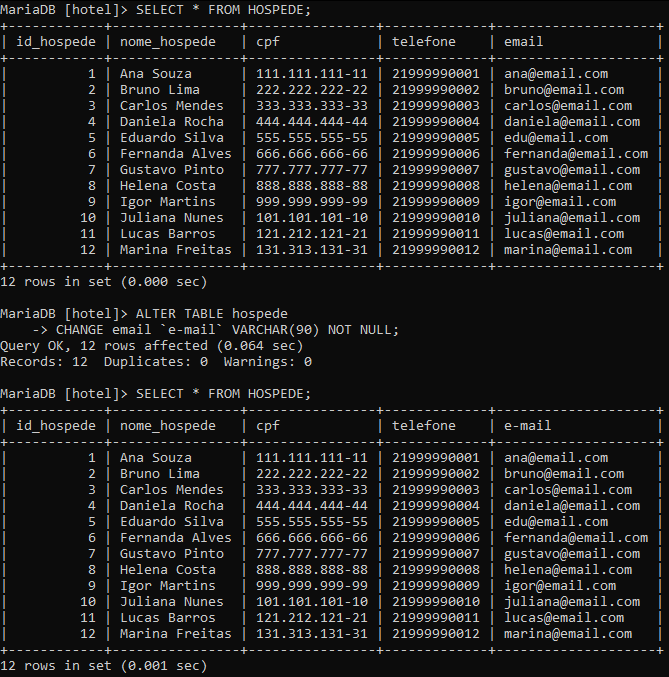 MariaDB [hotel]> SELECT * FROM HOSPEDE;
+------------+-----------------+----------------+-------------+--------------------+
| id_hospede | nome_hospede    | cpf            | telefone    | email              |
+------------+-----------------+----------------+-------------+--------------------+
|          1 | Ana Souza       | 111.111.111-11 | 21999990001 | ana@email.com      |
|          2 | Bruno Lima      | 222.222.222-22 | 21999990002 | bruno@email.com    |
|          3 | Carlos Mendes   | 333.333.333-33 | 21999990003 | carlos@email.com   |
|          4 | Daniela Rocha   | 444.444.444-44 | 21999990004 | daniela@email.com  |
|          5 | Eduardo Silva   | 555.555.555-55 | 21999990005 | edu@email.com      |
|          6 | Fernanda Alves  | 666.666.666-66 | 21999990006 | fernanda@email.com |
|          7 | Gustavo Pinto   | 777.777.777-77 | 21999990007 | gustavo@email.com  |
|          8 | Helena Costa    | 888.888.888-88 | 21999990008 | helena@email.com   |
|          9 | Igor Martins    | 999.999.999-99 | 21999990009 | igor@email.com     |
|         10 | Juliana Nunes   | 101.101.101-10 | 21999990010 | juliana@email.com  |
|         11 | Lucas Barros    | 121.212.121-21 | 21999990011 | lucas@email.com    |
|         12 | Marina Freitas  | 131.313.131-31 | 21999990012 | marina@email.com   |
+------------+-----------------+----------------+-------------+--------------------+
12 rows in set (0.000 sec)
MariaDB [hotel]> ALTER TABLE hospede
    -> CHANGE email `e-mail` VARCHAR(90) NOT NULL;
Query OK, 12 rows affected (0.064 sec)
Records: 12  Duplicates: 0  Warnings: 0
MariaDB [hotel]> SELECT * FROM HOSPEDE;
+------------+-----------------+----------------+-------------+--------------------+
| id_hospede | nome_hospede    | cpf            | telefone    | e-mail             |
+------------+-----------------+----------------+-------------+--------------------+
|          1 | Ana Souza       | 111.111.111-11 | 21999990001 | ana@email.com      |
|          2 | Bruno Lima      | 222.222.222-22 | 21999990002 | bruno@email.com    |
|          3 | Carlos Mendes   | 333.333.333-33 | 21999990003 | carlos@email.com   |
|          4 | Daniela Rocha   | 444.444.444-44 | 21999990004 | daniela@email.com  |
|          5 | Eduardo Silva   | 555.555.555-55 | 21999990005 | edu@email.com      |
|          6 | Fernanda Alves  | 666.666.666-66 | 21999990006 | fernanda@email.com |
|          7 | Gustavo Pinto   | 777.777.777-77 | 21999990007 | gustavo@email.com  |
|          8 | Helena Costa    | 888.888.888-88 | 21999990008 | helena@email.com   |
|          9 | Igor Martins    | 999.999.999-99 | 21999990009 | igor@email.com     |
|         10 | Juliana Nunes   | 101.101.101-10 | 21999990010 | juliana@email.com  |
|         11 | Lucas Barros    | 121.212.121-21 | 21999990011 | lucas@email.com    |
|         12 | Marina Freitas  | 131.313.131-31 | 21999990012 | marina@email.com   |
+------------+-----------------+----------------+-------------+--------------------+
12 rows in set (0.001 sec)